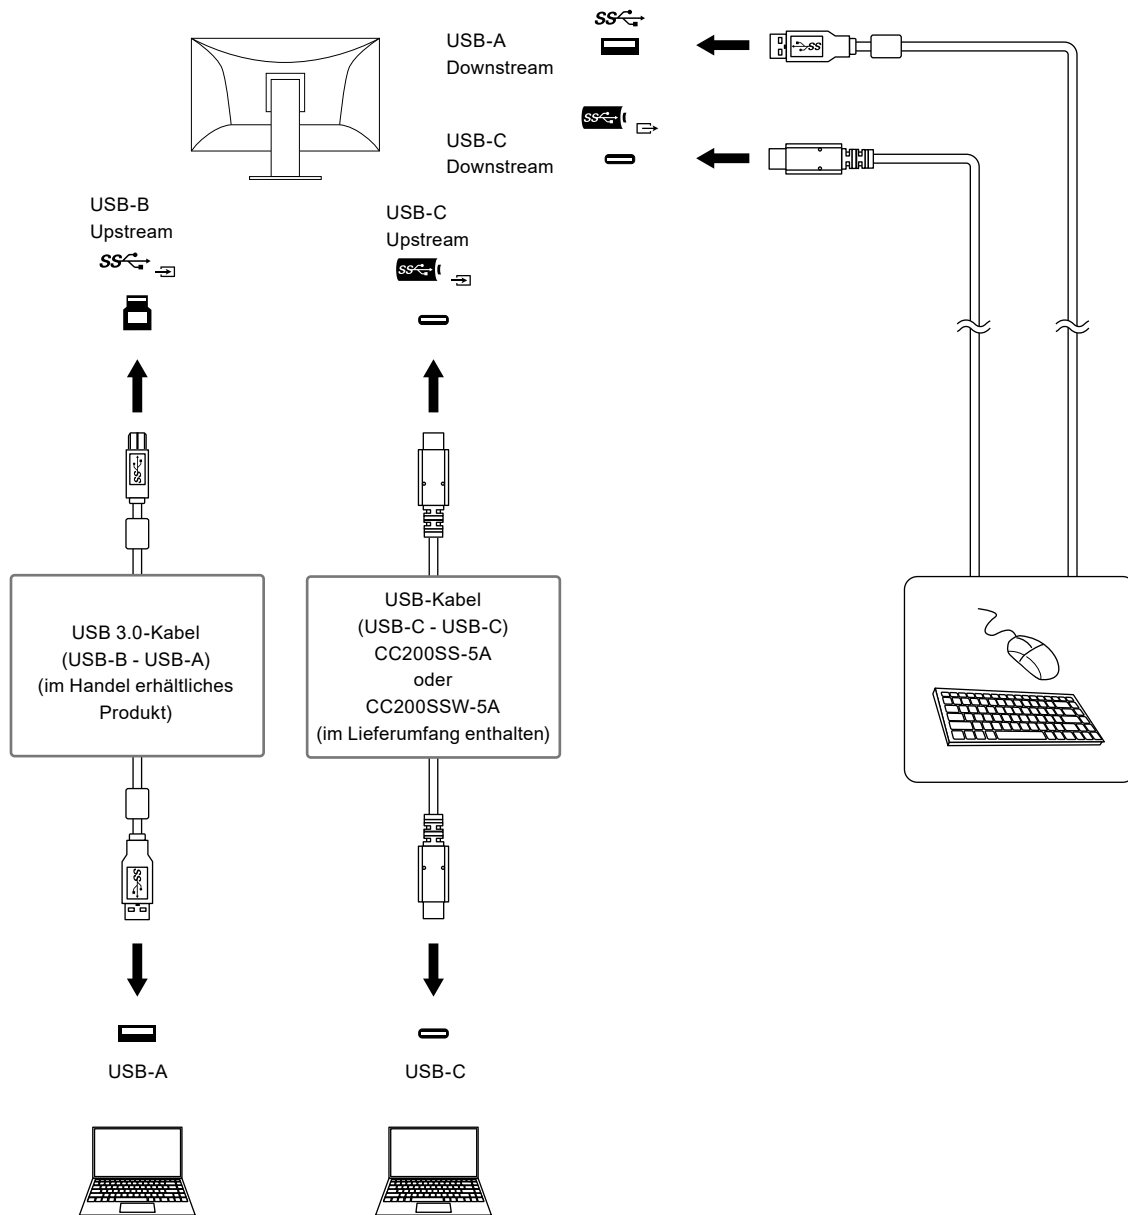 USB-A
Downstream
USB-C
Downstream
USB-B
Upstream
USB-C
Upstream
USB 3.0-Kabel
(USB-B - USB-A)
(im Handel erhältliches
Produkt)
USB-Kabel
(USB-C - USB-C)
CC200SS-5A
oder
CC200SSW-5A
(im Lieferumfang enthalten)
USB-A
USB-C